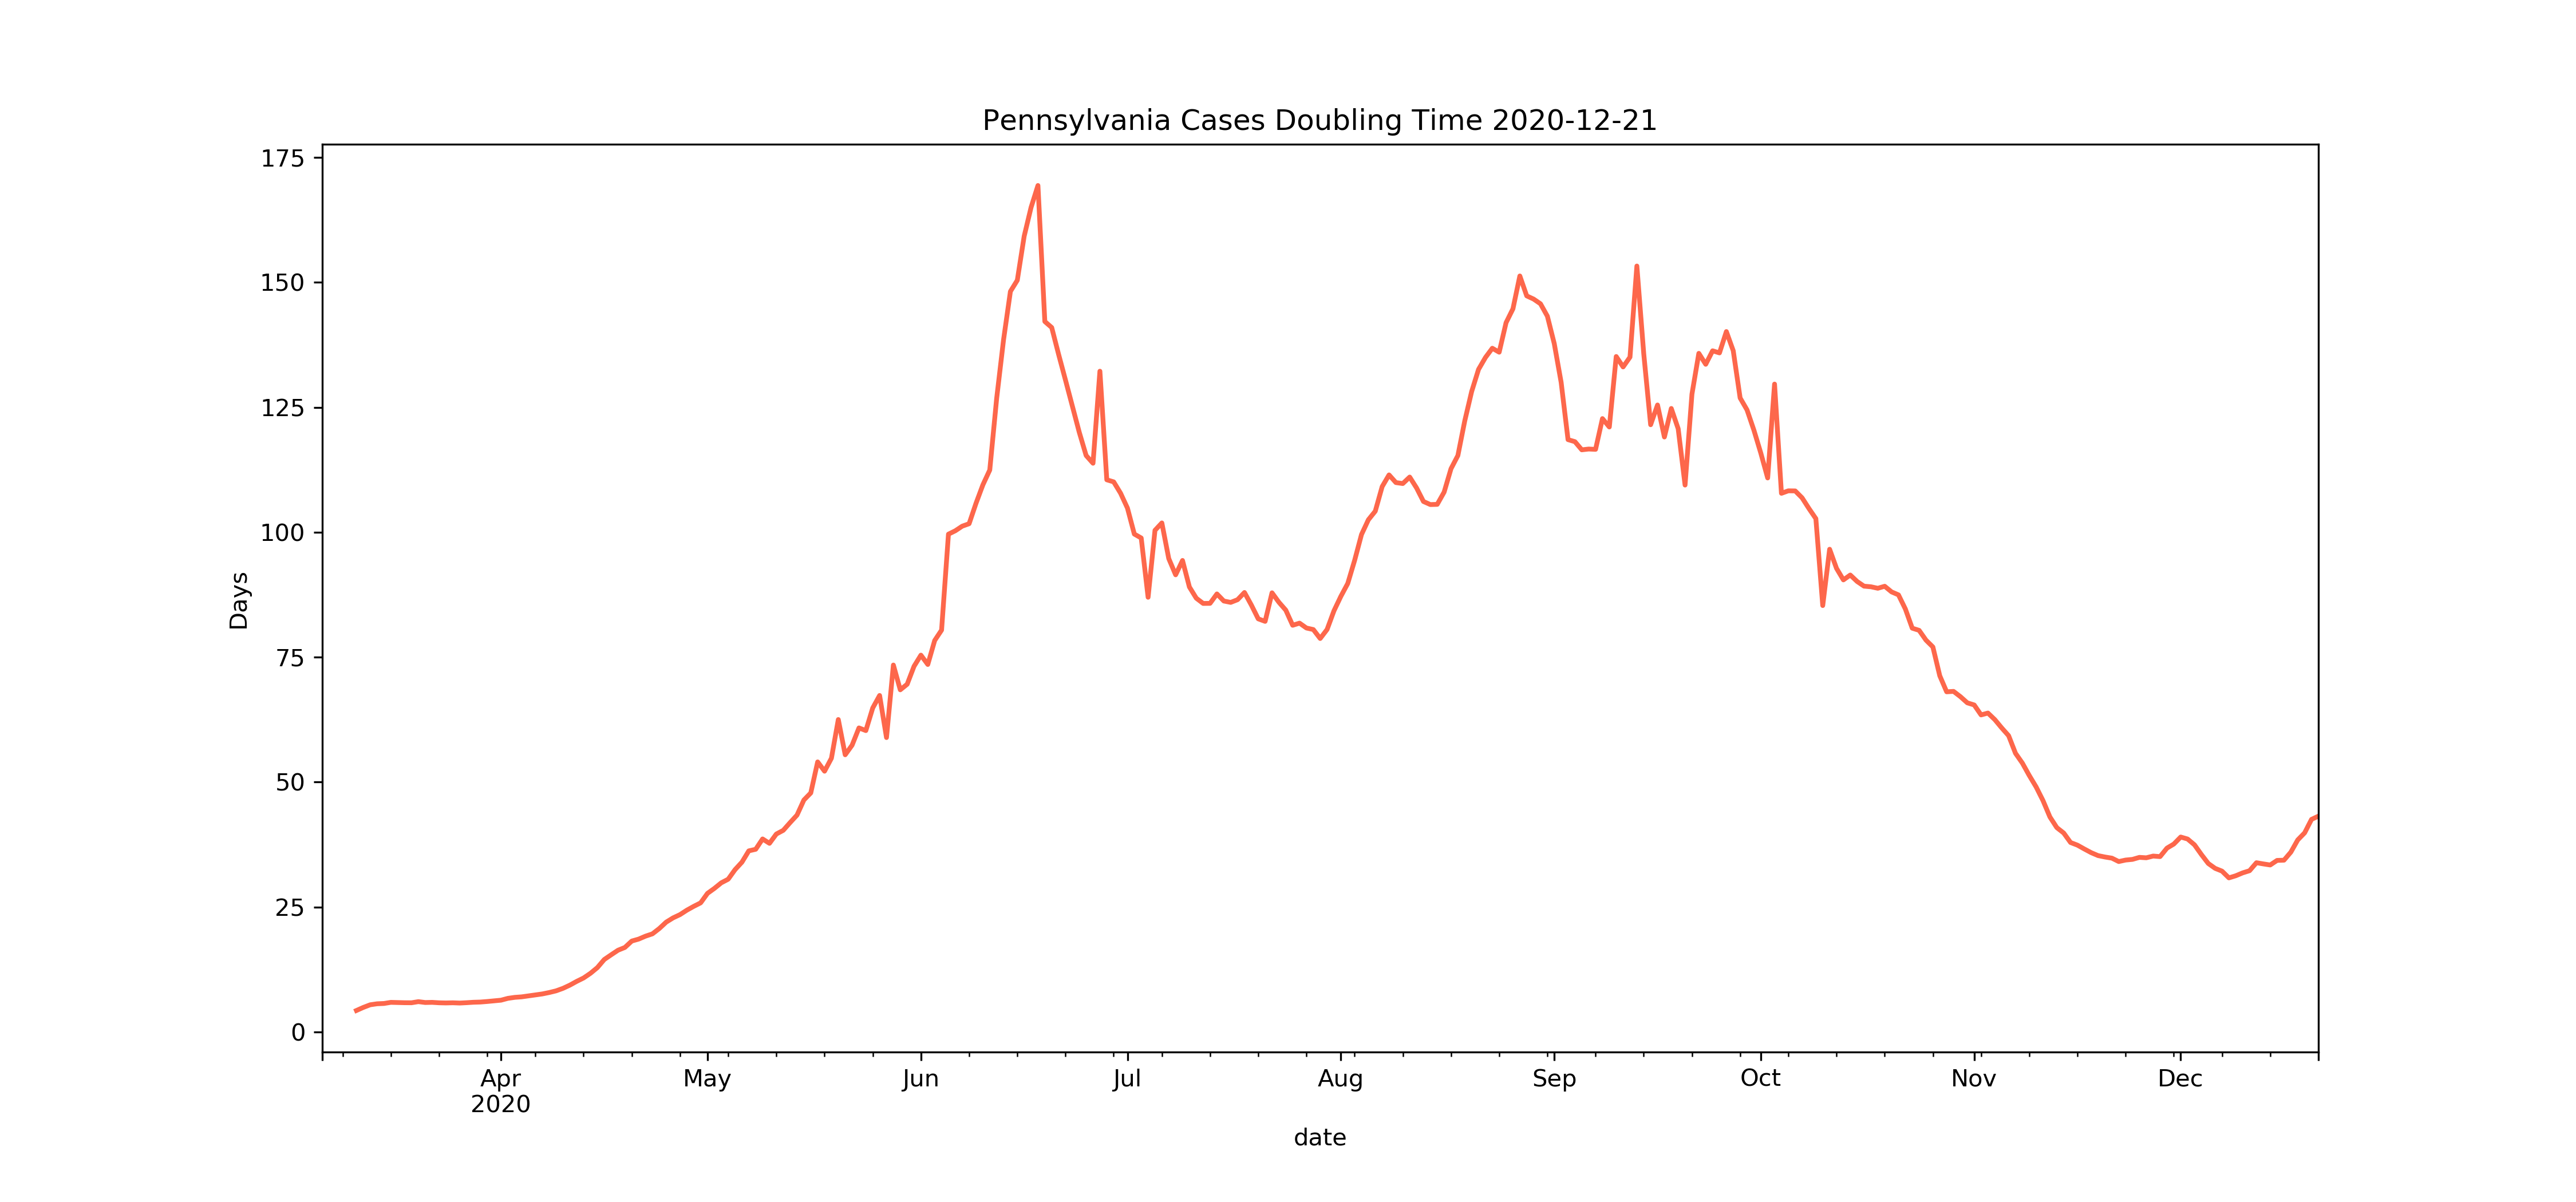 Pennsylvania Cases Doubling Time 2020-12-21
175
150
125
100
75
50
25
0
Days
Apr May Jun Jul Aug Sep Oct Nov Dec
2020
date